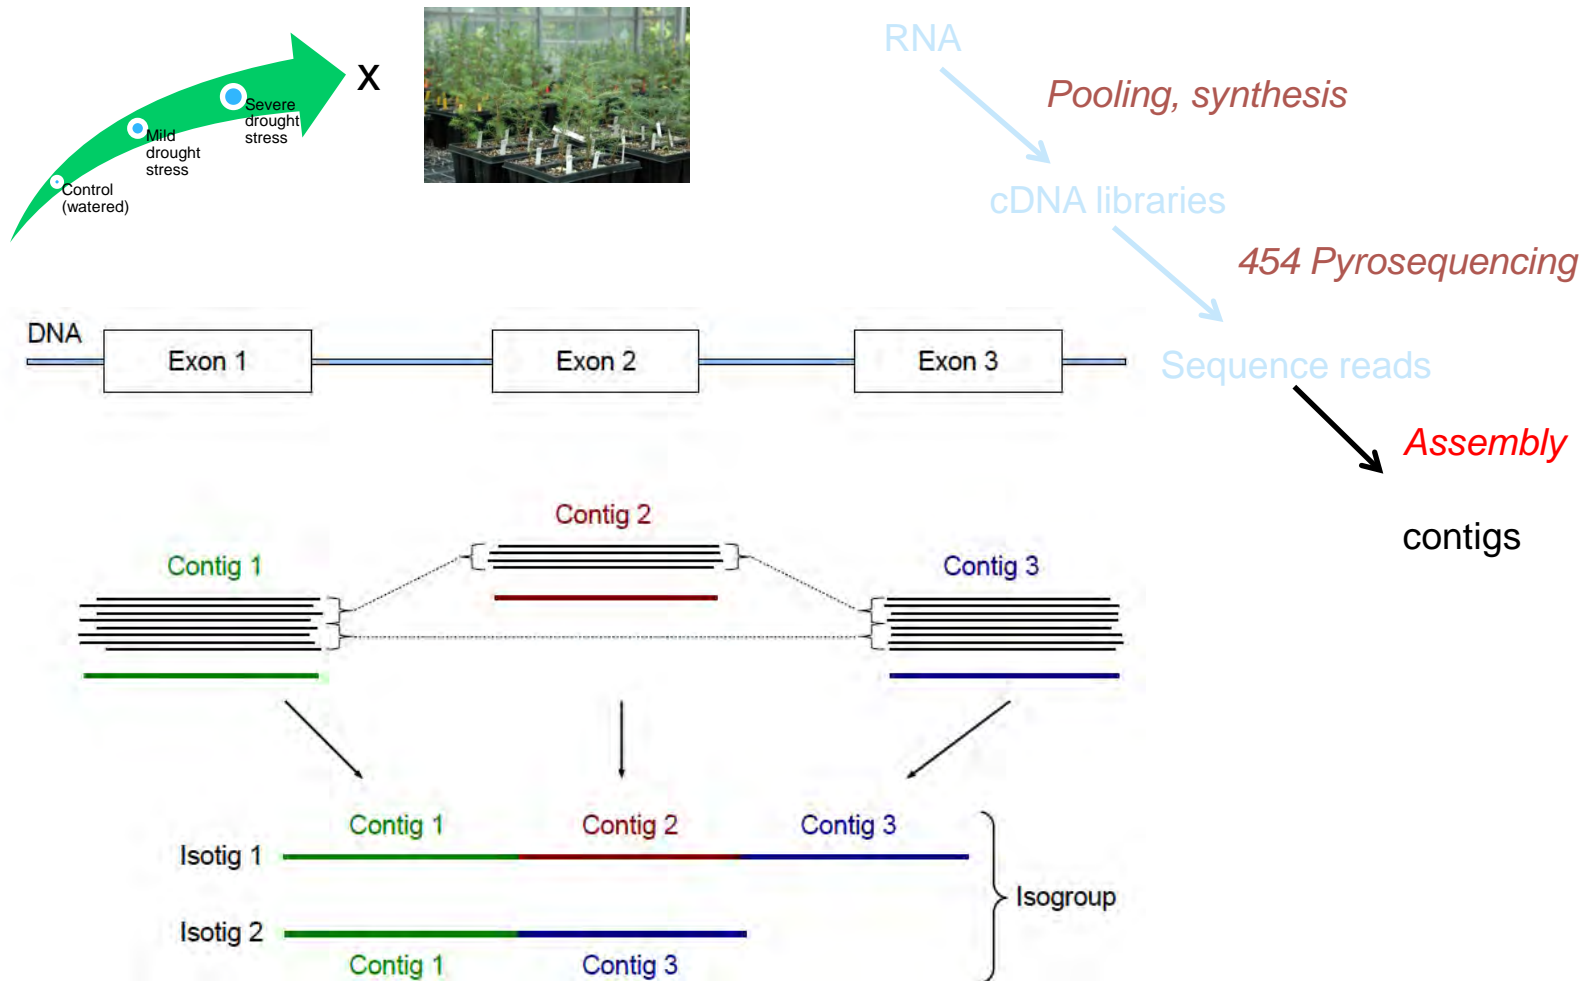 Severe
drought
stress
Mild
drought
stress
Control
(watered)
X
RNA
Pooling, synthesis
cDNA libraries
454 Pyrosequencing
Sequence reads
Assembly
contigs
DNA
Exon 1
Exon 2
Exon 3
Contig 1
Contig 2
Contig 3
Contig 1
Contig 2
Contig 3
Isotig 1
Isotig 2
Contig 1
Contig 3
Isogroup